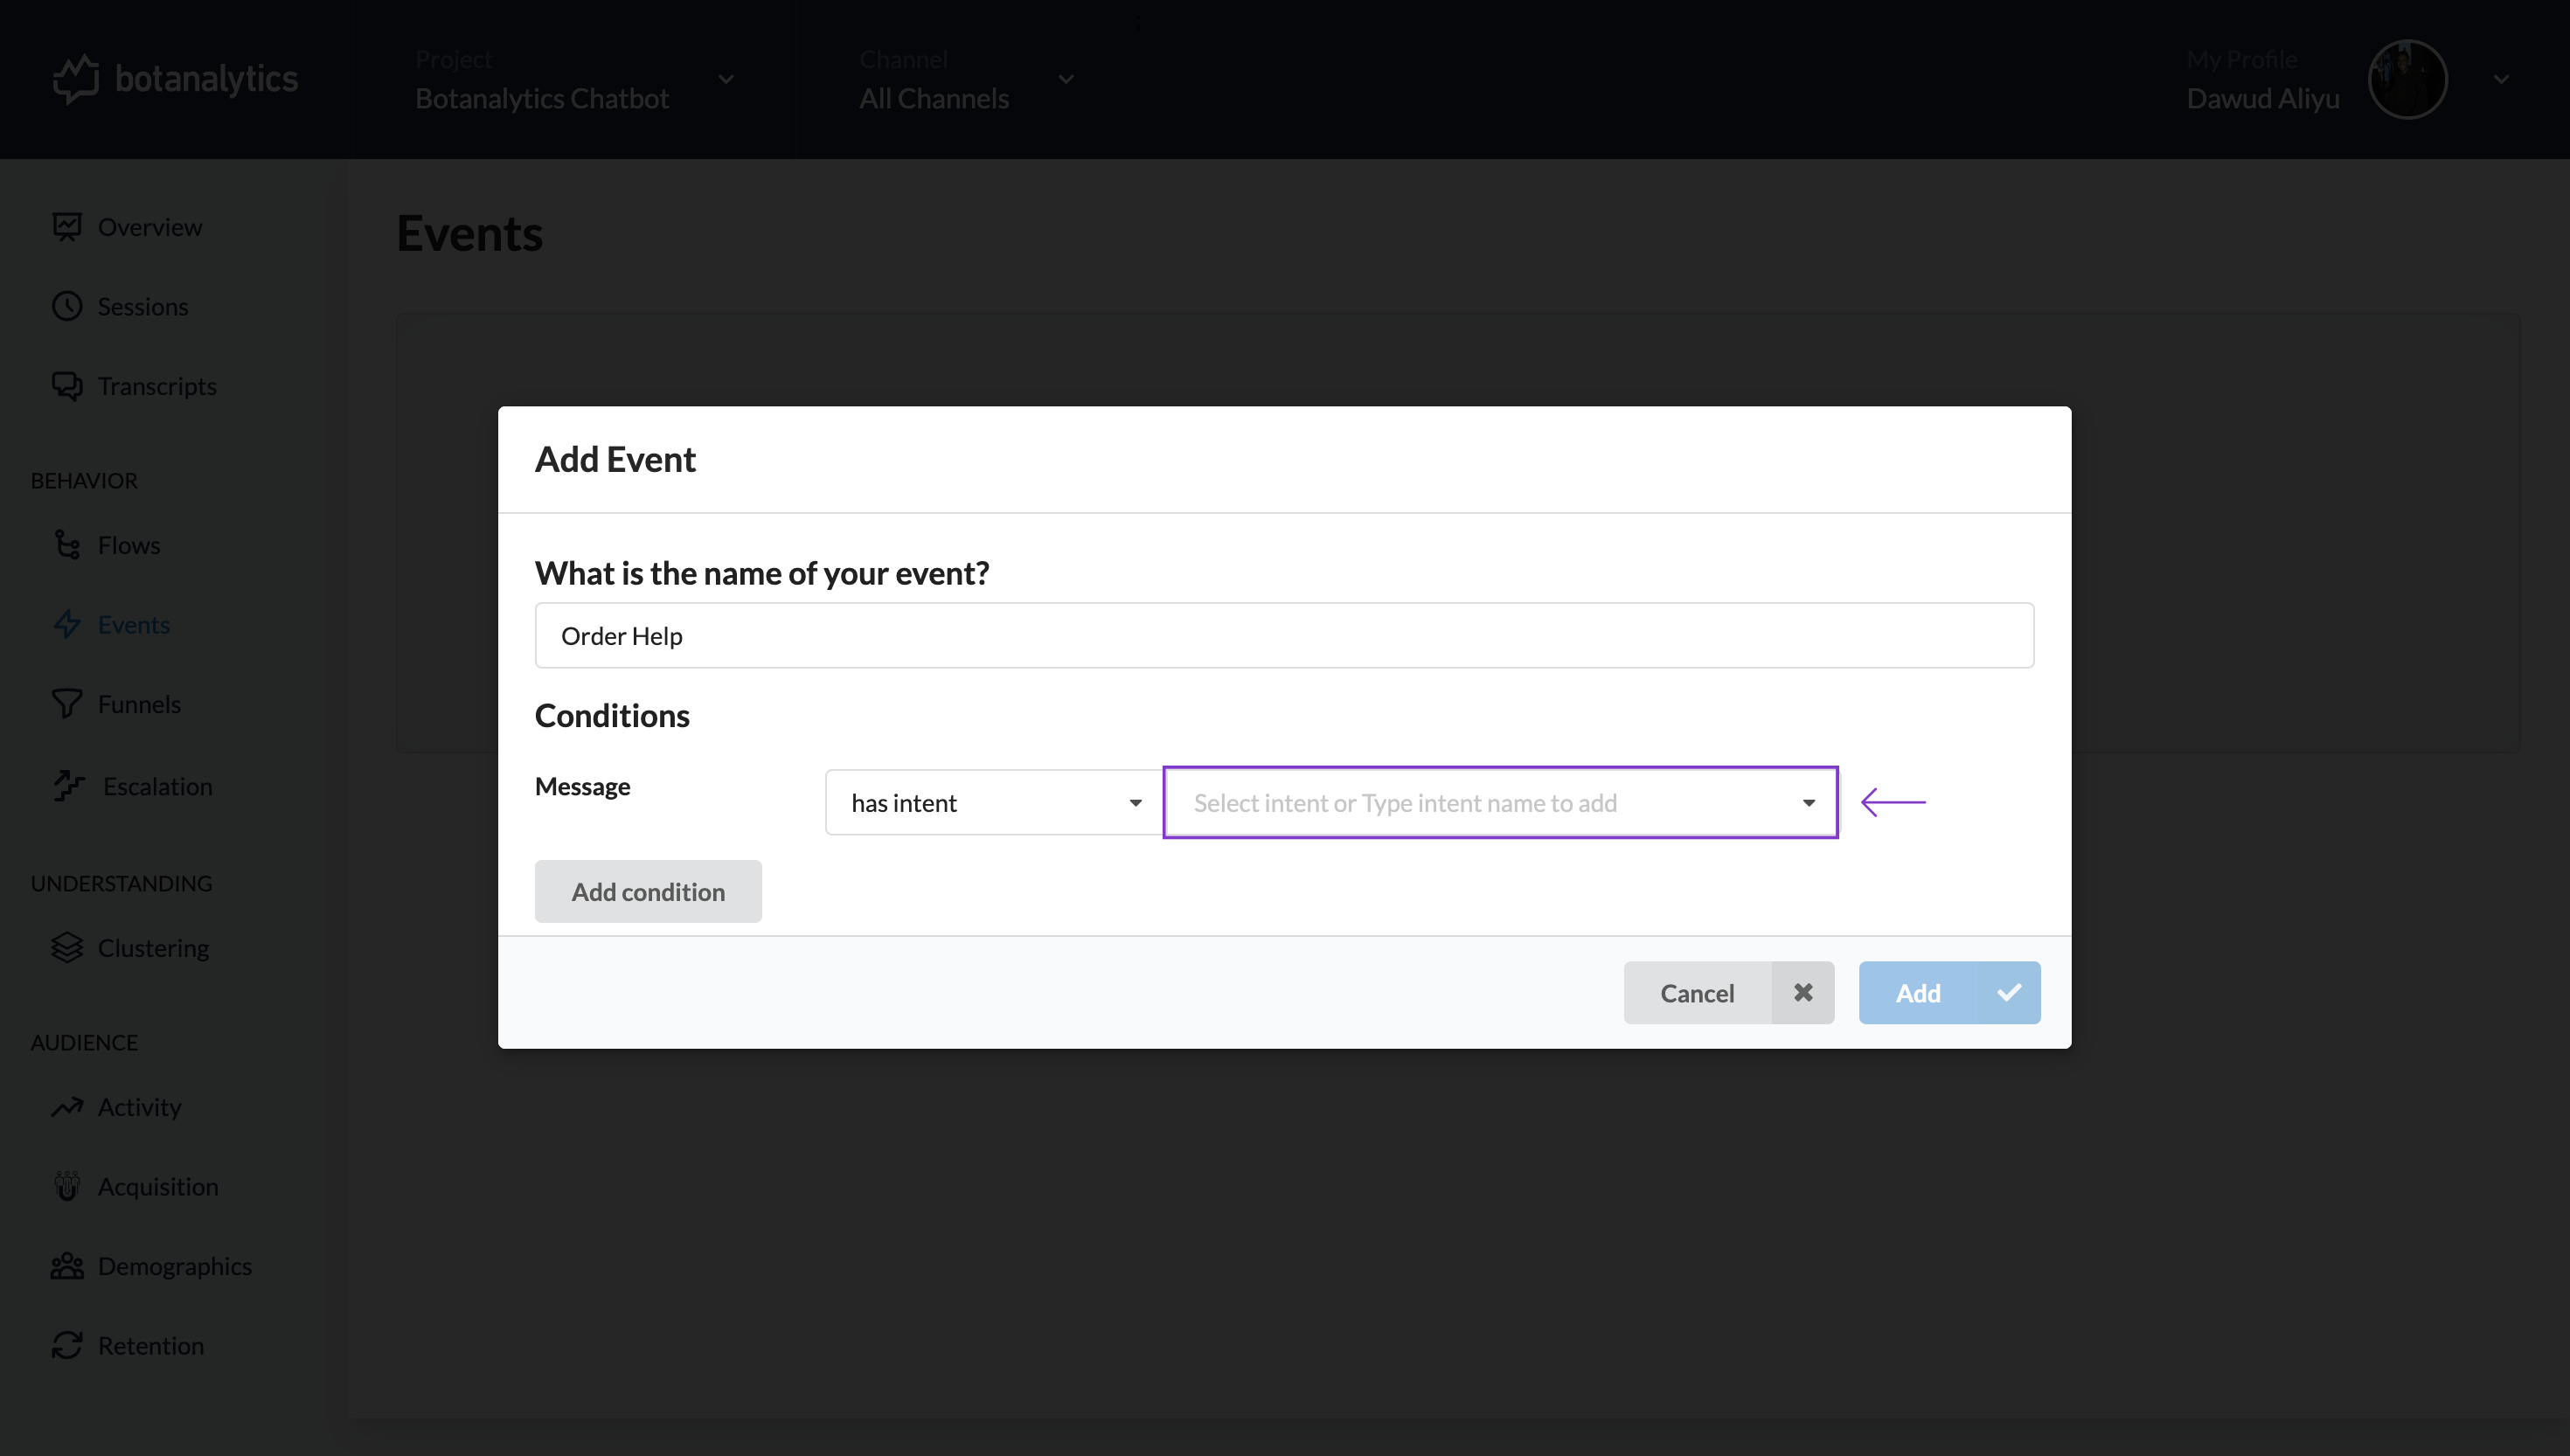 botanalytics
Project
Botanalytics Chatbot
Channel
All Channels
My Profile
Dawud Aliyu
Overview
Sessions
Transcripts
BEHAVIOR
Flows
Events
Funnels
Escalation
UNDERSTANDING
Clustering
AUDIENCE
Activity
Acquisition
Demographics
Retention
Events
Add Event
What is the name of your event?
Order Help
Conditions
Message
has intent
Select intent or Type intent name to add
Add condition
Cancel
Add